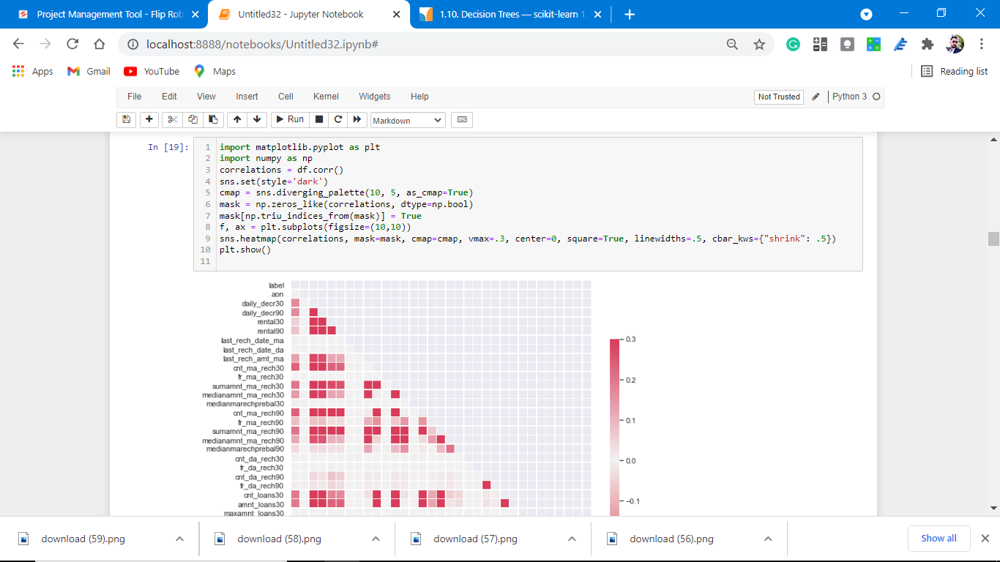 Project Management Tool - Flip Rob
Untitled32 - Jupyter Notebook
1.10. Decision Trees — scikit-learn 1.
localhost:8888/notebooks/Untitled32.ipynb#
Apps
Gmail
YouTube
Maps
Reading list
File Edit View Insert Cell Kernel Widgets Help
Not Trusted
Python 3
Run
Markdown
In [19]:
1 import matplotlib.pyplot as plt
2 import numpy as np
3 correlations = df.corr()
4 sns.set(style='dark')
5 cmap = sns.diverging_palette(10, 5, as_cmap=True)
6 mask = np.zeros_like(correlations, dtype=np.bool)
7 mask[np.triu_indices_from(mask)] = True
8 f, ax = plt.subplots(figsize=(10,10))
9 sns.heatmap(correlations, mask=mask, cmap=cmap, vmax=.3, center=0, square=True, linewidths=.5, cbar_kws={"shrink": .5})
10 plt.show()
11
label
aon
daily_decr30
daily_decr90
rental30
rental90
last_rech_date_ma
last_rech_date_da
last_rech_amt_ma
cnt_ma_rech30
fr_ma_rech30
sumamnt_ma_rech30
medianamnt_ma_rech30
medianmarechprebal30
cnt_ma_rech90
fr_ma_rech90
sumamnt_ma_rech90
medianamnt_ma_rech90
medianmarechprebal90
cnt_da_rech30
fr_da_rech30
cnt_da_rech90
fr_da_rech90
cnt_loans30
amnt_loans30
maxamnt_loans30
0.3
0.2
0.1
0.0
-0.1
download (59).png
download (58).png
download (57).png
download (56).png
Show all